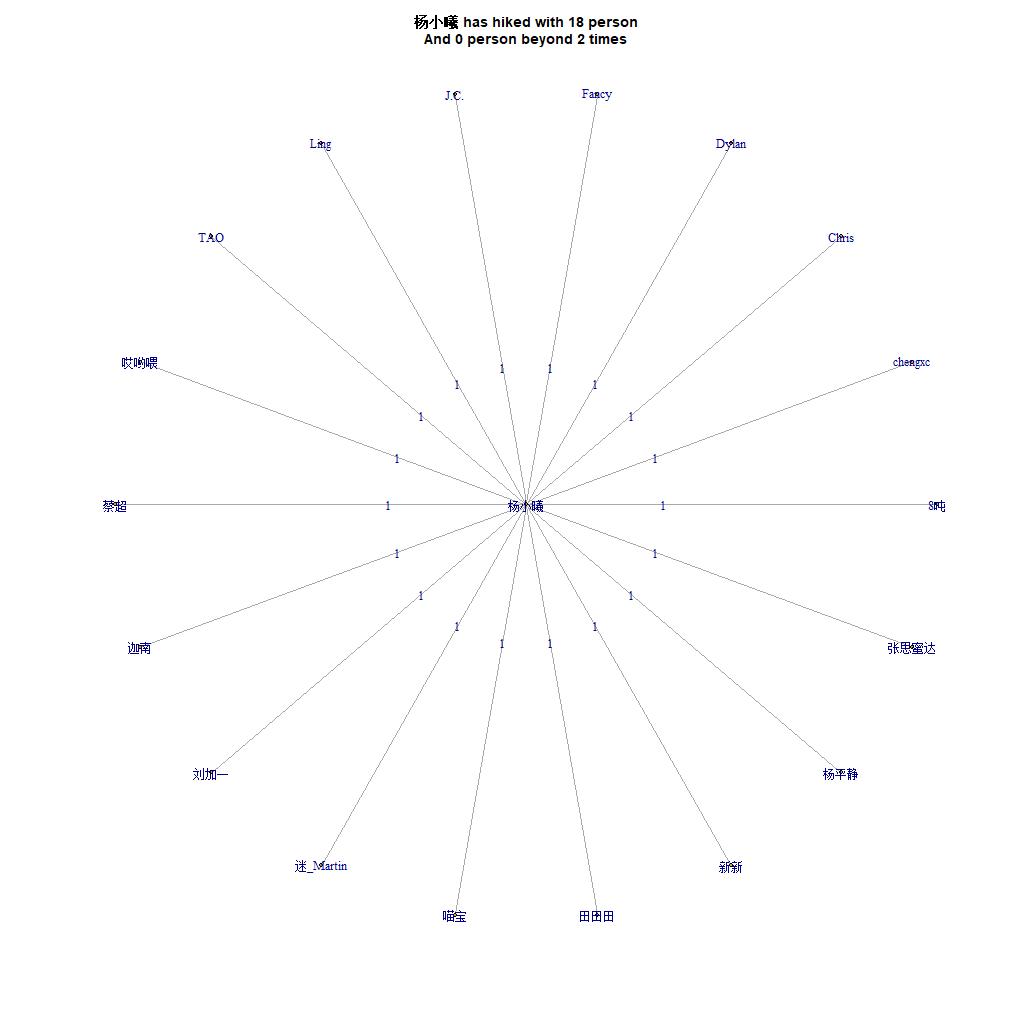 杨小曦 has hiked with 18 person
And 0 person beyond 2 times
J.C.
Fancy
Ling
Dylan
TAO
Chris
哎哟喂
chengxc
1
1
1
1
1
1
1
1
蔡超
1
杨小曦
1
8吨
1
1
1
1
1
1
1
1
迦南
张思蜜达
刘加一
杨平静
迷_Martin
新新
喵宝
田田田